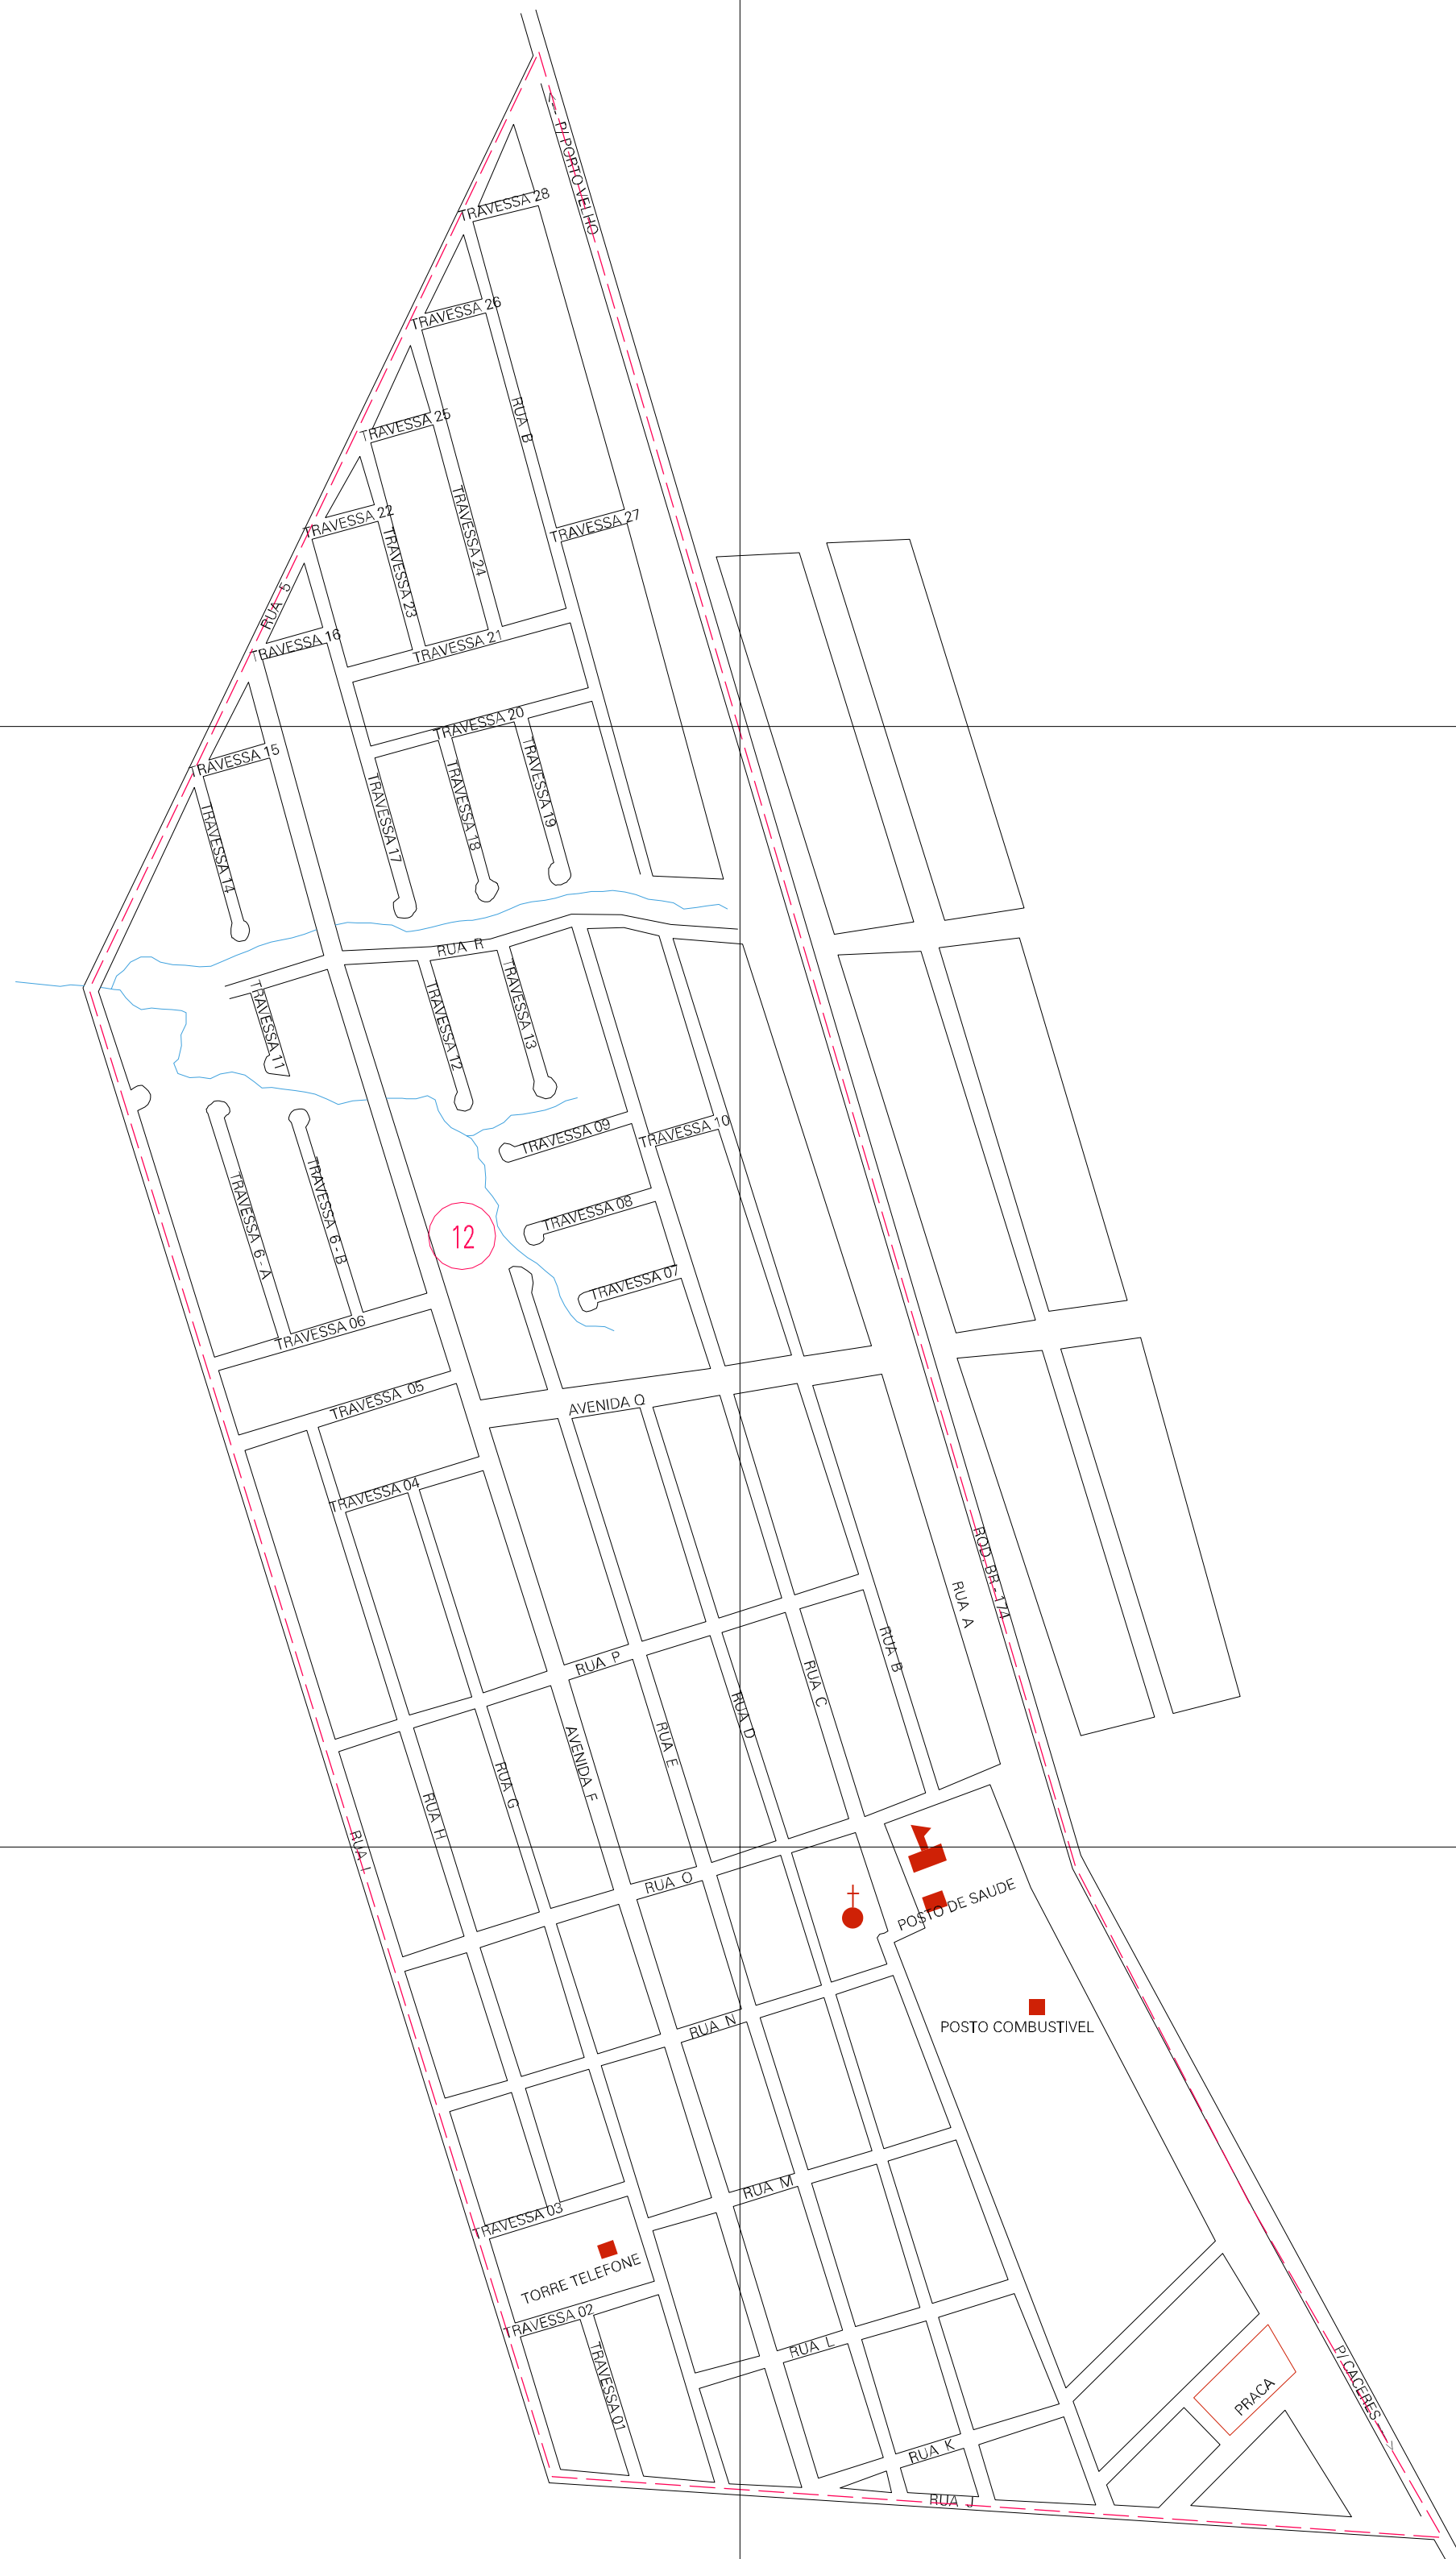 P/ PORTO VELHO
TRAVESSA 28
TRAVESSA 26
TRAVESSA 25
RUA B
TRAVESSA 22
TRAVESSA 24
TRAVESSA 27
TRAVESSA 23
RUA 5
TRAVESSA 16
TRAVESSA 21
TRAVESSA 20
TRAVESSA 15
TRAVESSA 14
TRAVESSA 17
TRAVESSA 18
TRAVESSA 19
RUA R
TRAVESSA 11
TRAVESSA 12
TRAVESSA 13
TRAVESSA 09
TRAVESSA 10
TRAVESSA 6 - A
TRAVESSA 6 - B
12
TRAVESSA 08
TRAVESSA 07
TRAVESSA 06
TRAVESSA 05
AVENIDA Q
TRAVESSA 04
ROD. BR - 174
RUA A
RUA B
RUA P
RUA C
RUA D
RUA E
AVENIDA F
RUA G
RUA H
RUA I
RUA O
POSTO DE SAUDE
RUA N
POSTO COMBUSTIVEL
RUA M
TRAVESSA 03
TORRE TELEFONE
TRAVESSA 02
TRAVESSA 01
RUA L
P/ CACERES
PRACA
RUA K
RUA J